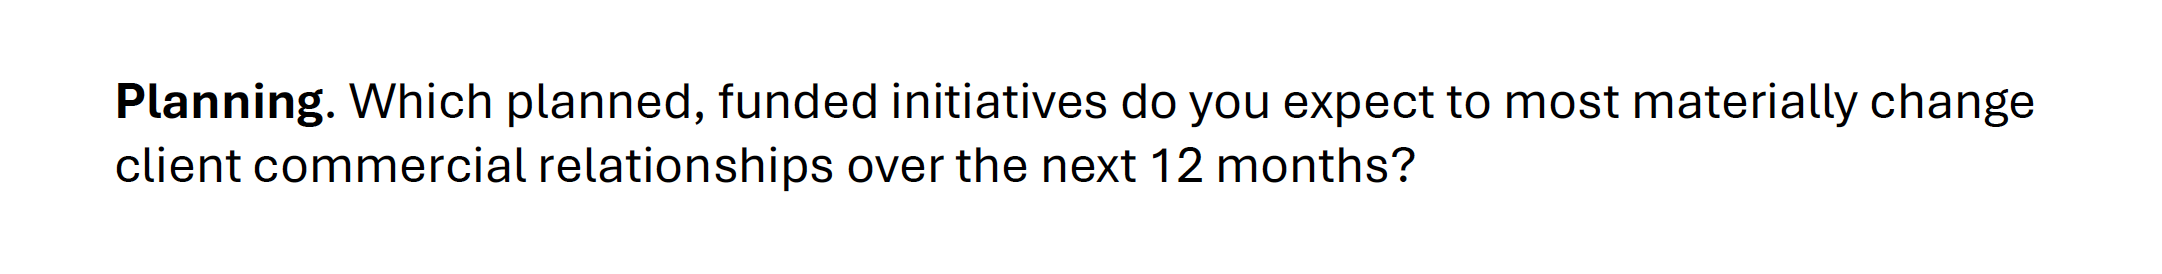 Planning. Which planned, funded initiatives do you expect to most materially change
client commercial relationships over the next 12 months?